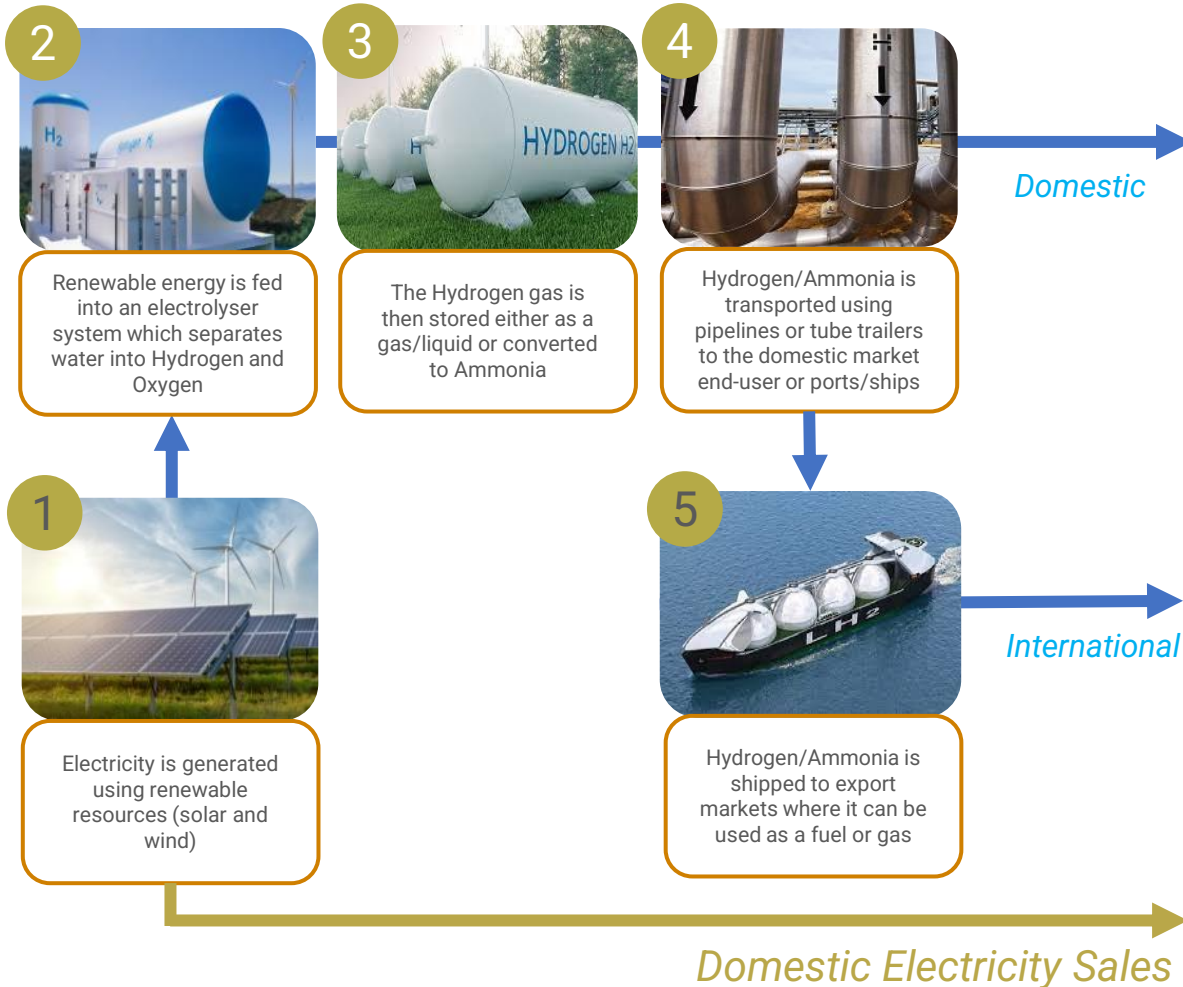 2
3
4
H2
Hydrogen H
H
HYDROGEN H2
Domestic
Renewable energy is fed
into an electrolyser
system which separates
water into Hydrogen and
Oxygen
The Hydrogen gas is
then stored either as a
gas/liquid or converted
to Ammonia
Hydrogen/Ammonia is
transported using
pipelines or tube trailers
to the domestic market
end-user or ports/ships
1
5
LH2
International
Electricity is generated
using renewable
resources (solar and
wind)
Hydrogen/Ammonia is
shipped to export
markets where it can be
used as a fuel or gas
Domestic Electricity Sales